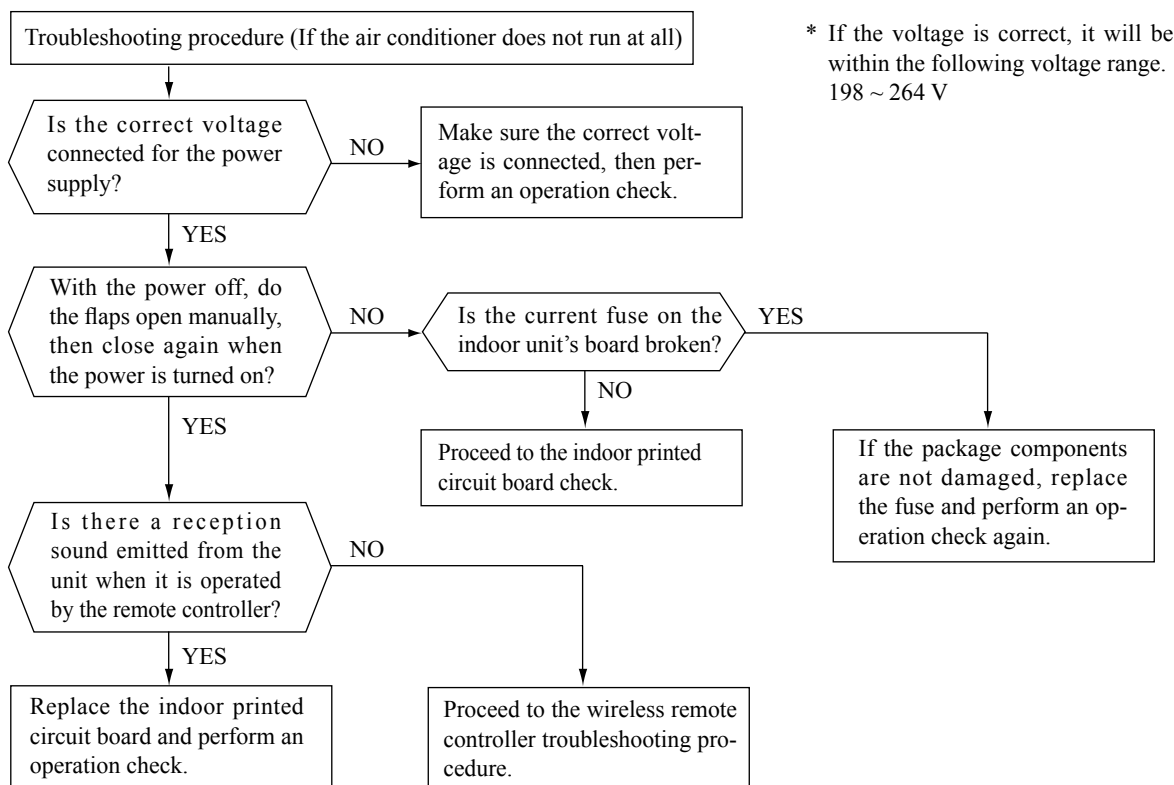 Troubleshooting procedure (If the air conditioner does not run at all)
* If the voltage is correct, it will be
within the following voltage range.
198 ~ 264 V
Is the correct voltage
connected for the power
supply?
NO
Make sure the correct volt-
age is connected, then per-
form an operation check.
YES
With the power off, do
the flaps open manually,
then close again when
the power is turned on?
NO
Is the current fuse on the
indoor unit's board broken?
YES
NO
YES
Proceed to the indoor printed
circuit board check.
If the package components
are not damaged, replace
the fuse and perform an op-
eration check again.
Is there a reception
sound emitted from the
unit when it is operated
by the remote controller?
NO
YES
Replace the indoor printed
circuit board and perform an
operation check.
Proceed to the wireless remote
controller troubleshooting pro-
cedure.